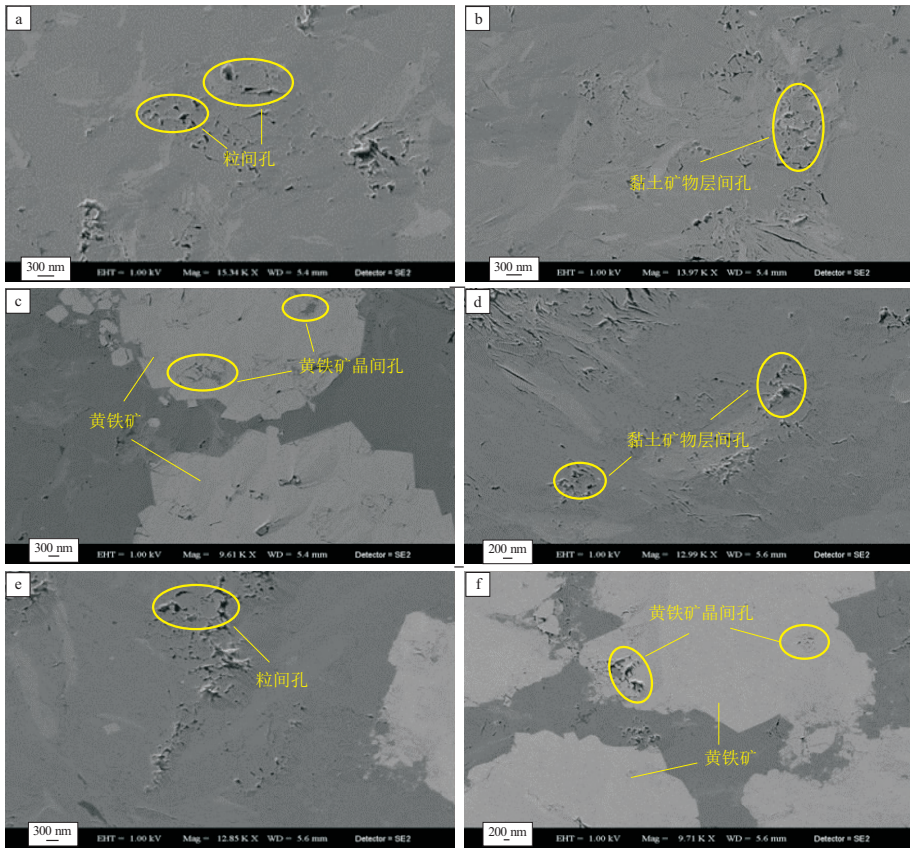 a
粒间孔
300 nm
EHT = 1.00 kV Mag = 15.34 K X WD = 5.4 mm Detector = SE2
b
黏土矿物层间孔
300 nm
EHT = 1.00 kV Mag = 13.97 K X WD = 5.4 mm Detector = SE2
c
黄铁矿晶间孔
黄铁矿
300 nm
EHT = 1.00 kV Mag = 9.61 K X WD = 5.4 mm Detector = SE2
d
黏土矿物层间孔
200 nm
EHT = 1.00 kV Mag = 12.99 K X WD = 5.6 mm Detector = SE2
e
粒间孔
300 nm
EHT = 1.00 kV Mag = 12.85 K X WD = 5.6 mm Detector = SE2
f
黄铁矿晶间孔
黄铁矿
200 nm
EHT = 1.00 kV Mag = 9.71 K X WD = 5.6 mm Detector = SE2